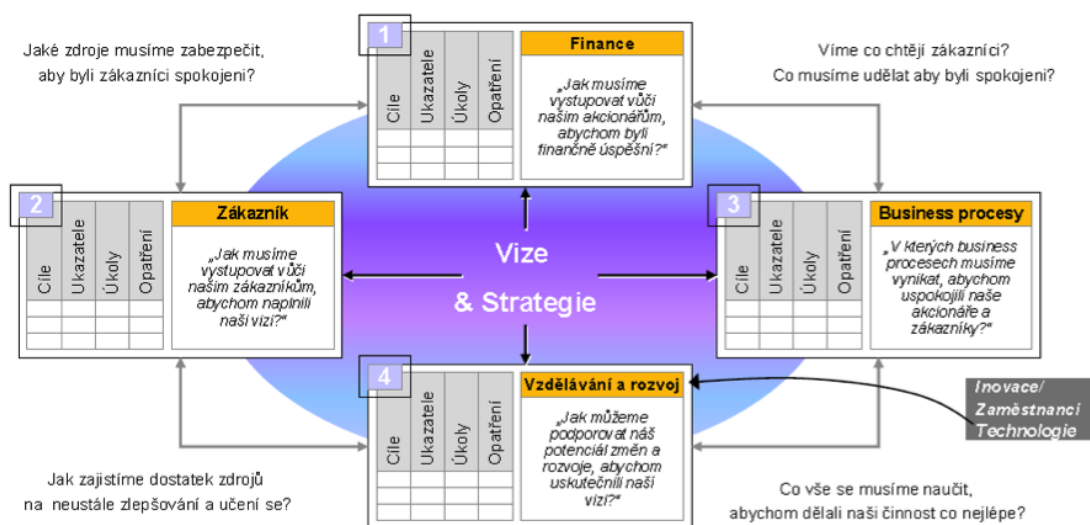 Jaké zdroje musíme zabezpečit,
aby byli zákazníci spokojeni?
1
Cíle
Ukazatele
Úkoly
Opatření
Finance
„Jak musíme
vystupovat vůči
našim akcionářům,
abychom byli
finančně úspěšní?“
Víme co chtějí zákazníci?
Co musíme udělat aby byli spokojeni?
2
Cíle
Ukazatele
Úkoly
Opatření
Zákazník
„Jak musíme
vystupovat vůči
našim zákazníkům,
abychom naplnili
naši vizi?“
Vize
& Strategie
3
Cíle
Ukazatele
Úkoly
Opatření
Business procesy
„V kterých business
procesech musíme
vynikat, abychom
uspokojili naše
akcionáře a
zákazníky?“
4
Cíle
Ukazatele
Úkoly
Opatření
Vzdělávání a rozvoj
„Jak můžeme
podporovat náš
potenciál změn a
rozvoje, abychom
uskutečnili naši
vizi?“
Inovace/
Zaměstnanci
Technologie
Jak zajistíme dostatek zdrojů
na neustále zlepšování a učení se?
Co vše se musíme naučit,
abychom dělali naši činnost co nejlépe?